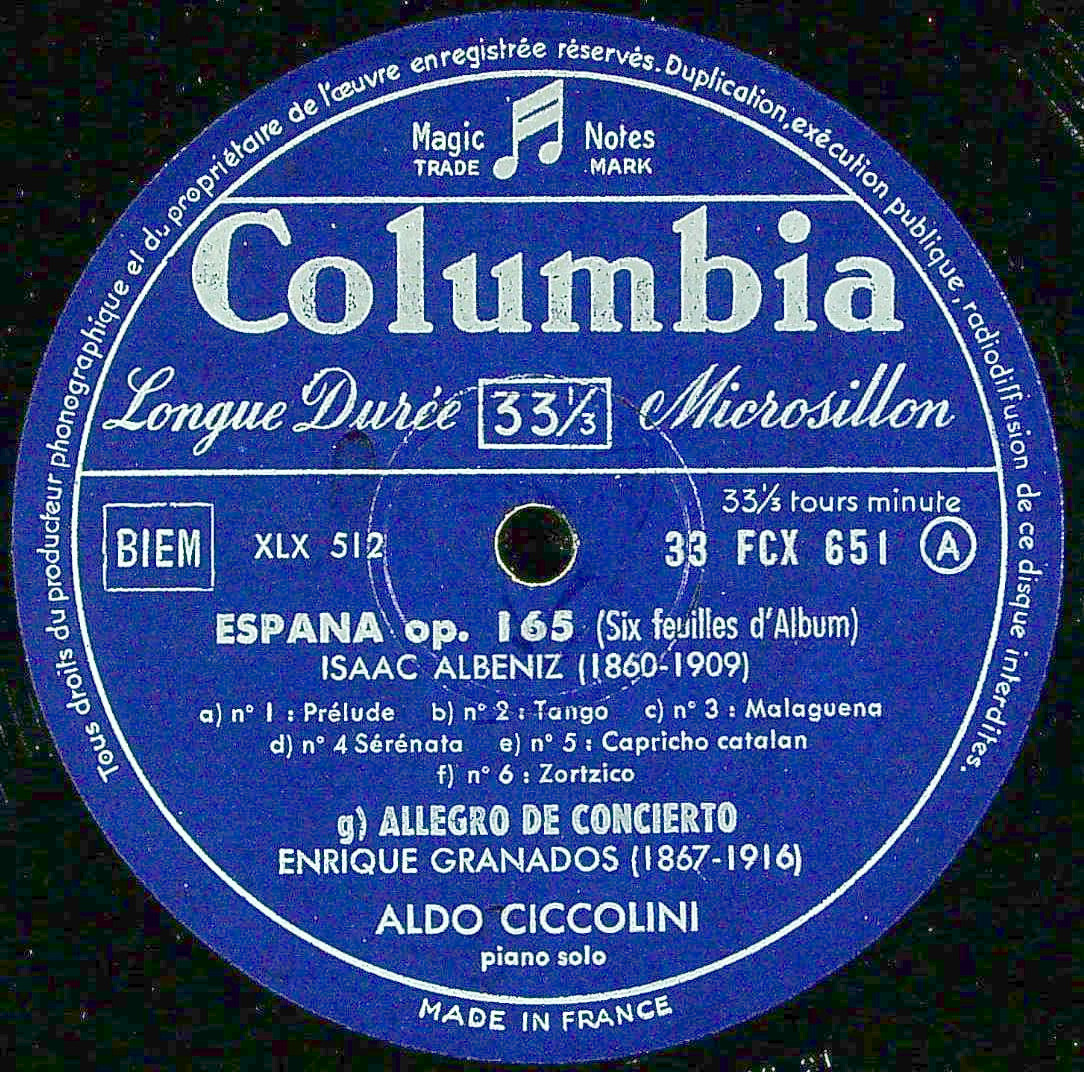 Tous droits du producteur phonographique et du propriétaire de l'œuvre enregistrée réservés. Duplication, exécution publique, radiodiffusion de ce disque interdites.
Magic Notes
TRADE MARK
Columbia
Longue Durée 33⅓ Microsillon
33⅓ tours minute
BIEM XLX 512 33 FCX 651 A
ESPANA op. 165 (Six feuilles d'Album)
ISAAC ALBENIZ (1860-1909)
a) n° 1 : Prélude b) n° 2 : Tango c) n° 3 : Malaguena
d) n° 4 Sérénata e) n° 5 : Capricho catalan
f) n° 6 : Zortzico
g) ALLEGRO DE CONCIERTO
ENRIQUE GRANADOS (1867-1916)
ALDO CICCOLINI
piano solo
MADE IN FRANCE